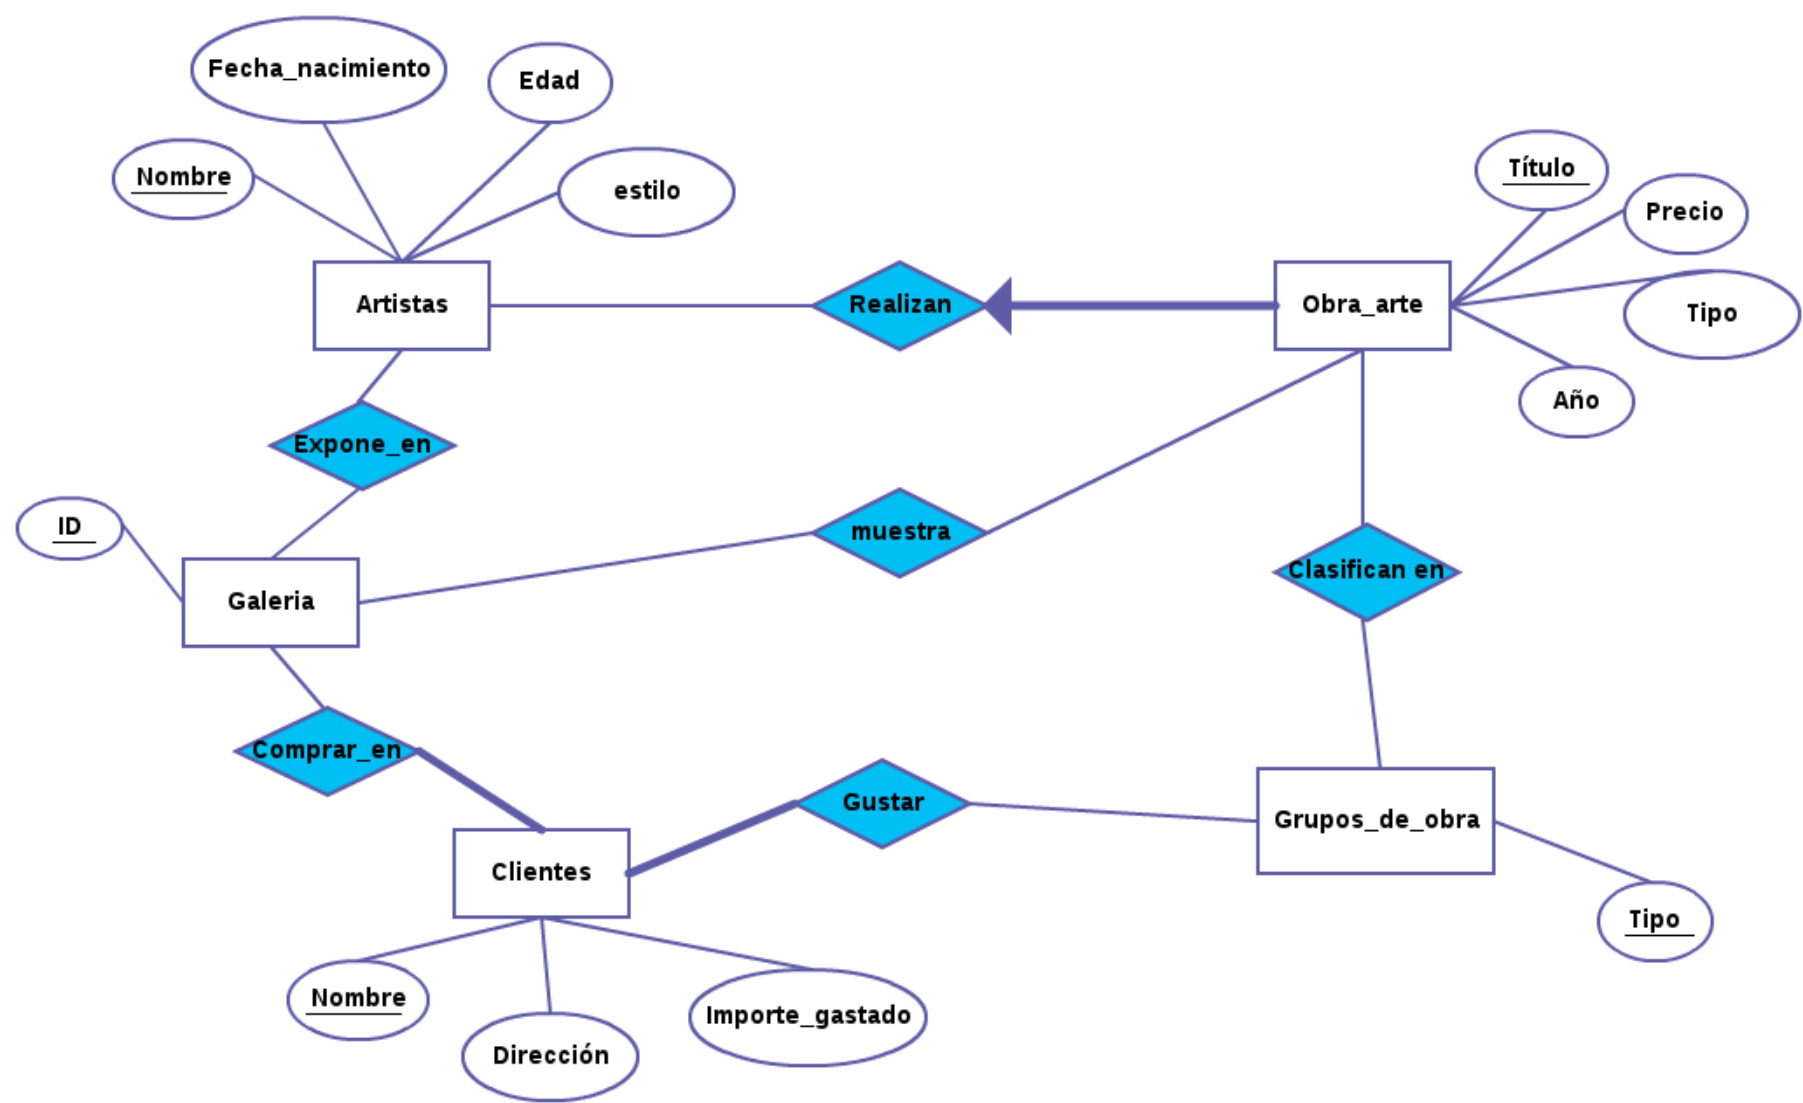 Fecha_nacimiento
Edad
Nombre
estilo
Título
Precio
Tipo
Año
Artistas
Realizan
Obra_arte
Expone_en
ID
muestra
Clasifican en
Galeria
Comprar_en
Gustar
Grupos_de_obra
Clientes
Tipo
Nombre
Dirección
Importe_gastado